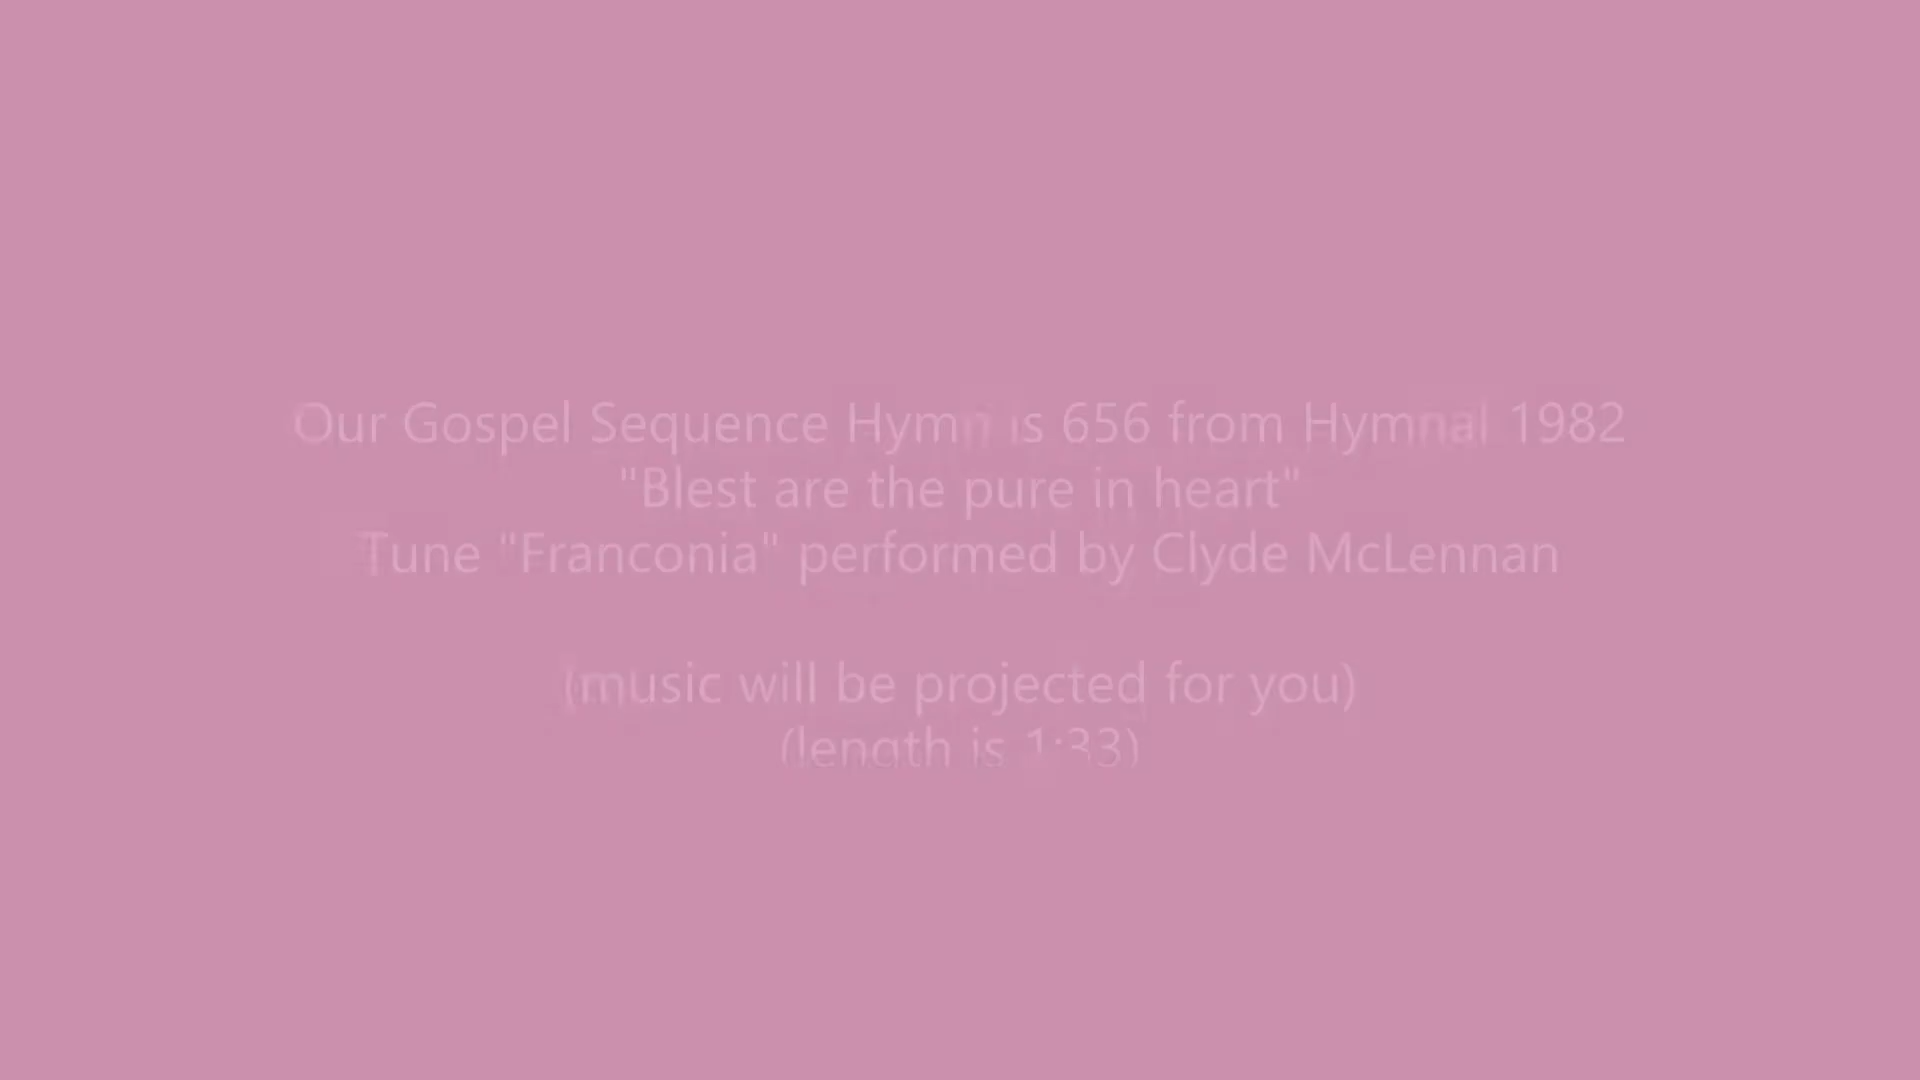 Our Gospel Sequence Hymn is 656 from Hymnal 1982
"Blest are the pure in heart"
Tune "Franconia" performed by Clyde McLennan
(music will be projected for you)
(length is 1:33)